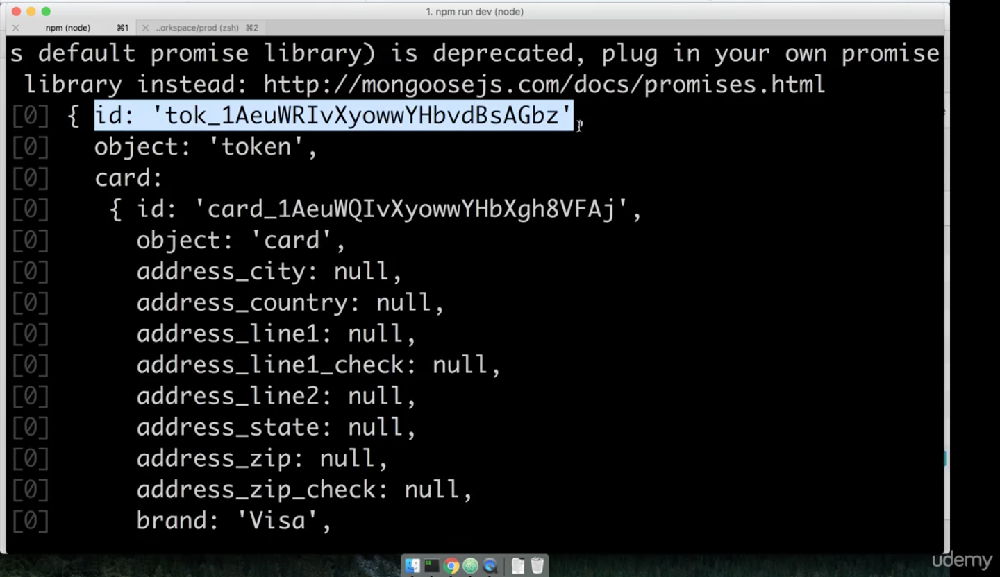 1. npm run dev (node)
npm (node) ⌘1 ..orkspace/prod (zsh) ⌘2
s default promise library) is deprecated, plug in your own promise
library instead: http://mongoosejs.com/docs/promises.html
[0] { id: 'tok_1AeuWRIvXyowwYHbvdBsAGbz',
[0] object: 'token',
[0] card:
[0] { id: 'card_1AeuWQIvXyowwYHbXgh8VFAj',
[0] object: 'card',
[0] address_city: null,
[0] address_country: null,
[0] address_line1: null,
[0] address_line1_check: null,
[0] address_line2: null,
[0] address_state: null,
[0] address_zip: null,
[0] address_zip_check: null,
[0] brand: 'Visa',
udemy